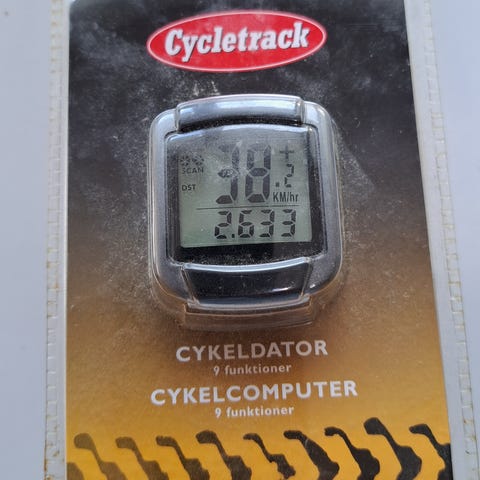 Cycletrack
38.2 +
SCAN
DST
KM/hr
2.633
CYKELDATOR
9 funktioner
CYKELCOMPUTER
9 funktioner